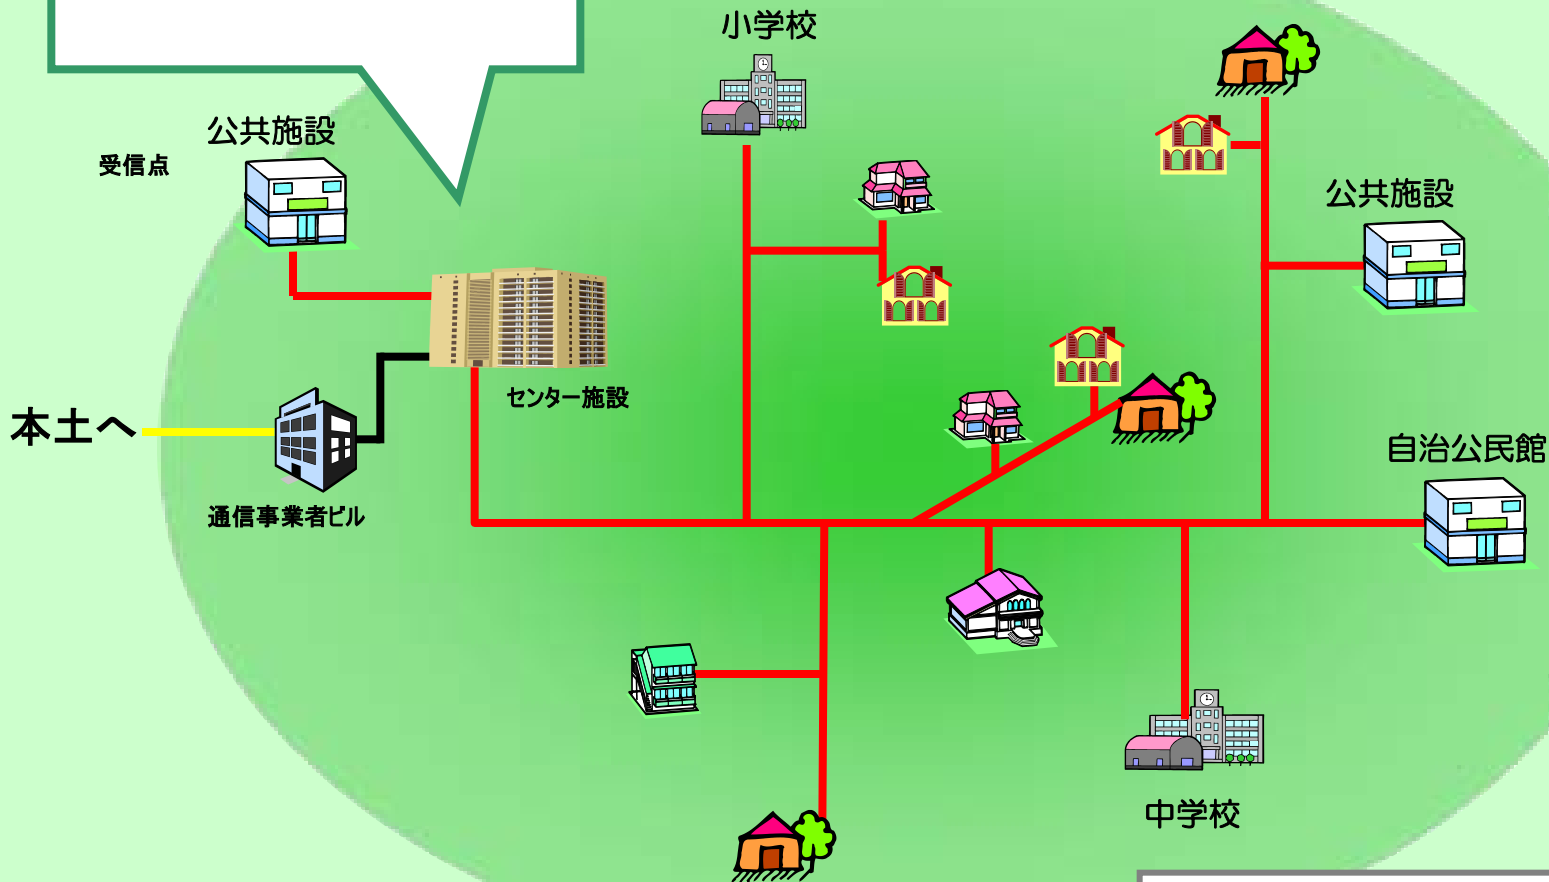 小学校
公共施設
受信点
公共施設
センター施設
本土へ
自治公民館
通信事業者ビル
中学校